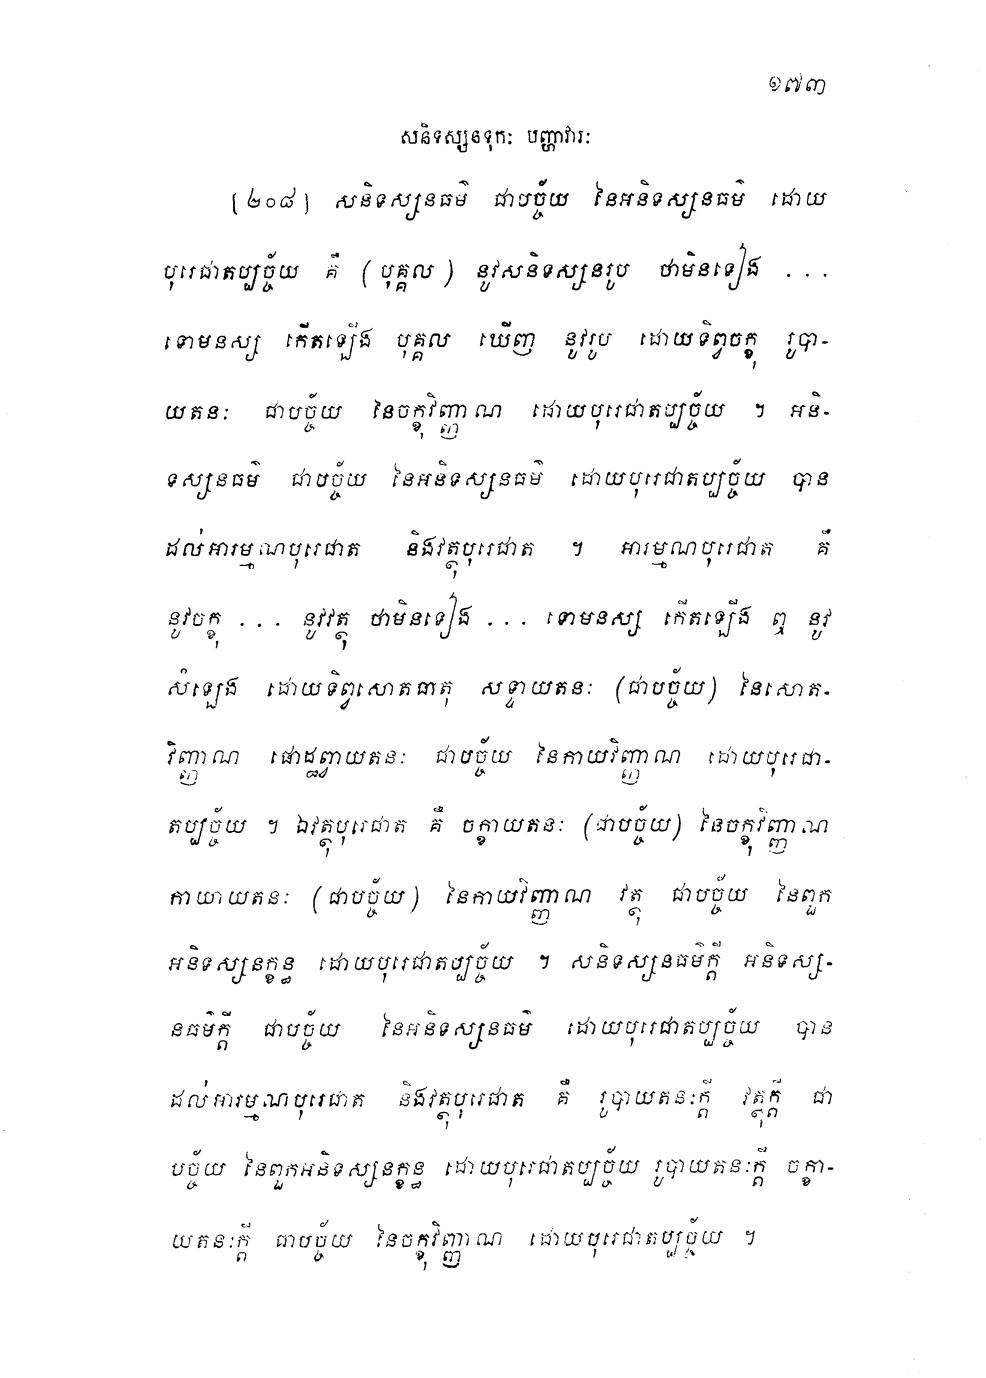 ១៧៣
សនិទស្សនទុកៈ បញ្ហាវារៈ
[២០៨] សនិទស្សនធម៌ ជាបច្ច័យ នៃអនិទស្សនធម៌ ដោយ
បុរេជាតប្បច្ច័យ គឺ (បុគ្គល) នូវសនិទស្សនរូប ថាមិនទៀង ...
ទោមនស្ស កើតឡើង បុគ្គល ឃើញ នូវរូប ដោយទិព្វចក្ខុ រូបា-
យតនៈ ជាបច្ច័យ នៃចក្ខុវិញ្ញាណ ដោយបុរេជាតប្បច្ច័យ ។ អនិ-
ទស្សនធម៌ ជាបច្ច័យ នៃអនិទស្សនធម៌ ដោយបុរេជាតប្បច្ច័យ បាន
ដល់អារម្មណបុរេជាត និងវត្ថុបុរេជាត ។ អារម្មណបុរេជាត គឺ
នូវចក្ខុ ... នូវវត្ថុ ថាមិនទៀង ... ទោមនស្ស កើតឡើង ឮ នូវ
សំឡេង ដោយទិព្វសោតធាតុ សទ្ទាយតនៈ (ជាបច្ច័យ) នៃសោត-
វិញ្ញាណ ផោដ្ឋព្វាយតនៈ ជាបច្ច័យ នៃកាយវិញ្ញាណ ដោយបុរេជា-
តប្បច្ច័យ ។ ឯវត្ថុបុរេជាត គឺ ចក្ខាយតនៈ (ជាបច្ច័យ) នៃចក្ខុវិញ្ញាណ
កាយាយតនៈ (ជាបច្ច័យ) នៃកាយវិញ្ញាណ វត្ថុ ជាបច្ច័យ នៃពួក
អនិទស្សនក្ខន្ធ ដោយបុរេជាតប្បច្ច័យ ។ សនិទស្សនធម៌ក្ដី អនិទស្ស-
នធម៌ក្ដី ជាបច្ច័យ នៃអនិទស្សនធម៌ ដោយបុរេជាតប្បច្ច័យ បាន
ដល់អារម្មណបុរេជាត និងវត្ថុបុរេជាត គឺ រូបាយតនៈក្ដី វត្ថុក្ដី ជា
បច្ច័យ នៃពួកអនិទស្សនក្ខន្ធ ដោយបុរេជាតប្បច្ច័យ រូបាយតនៈក្ដី ចក្ខា-
យតនៈក្ដី ជាបច្ច័យ នៃចក្ខុវិញ្ញាណ ដោយបុរេជាតប្បច្ច័យ ។